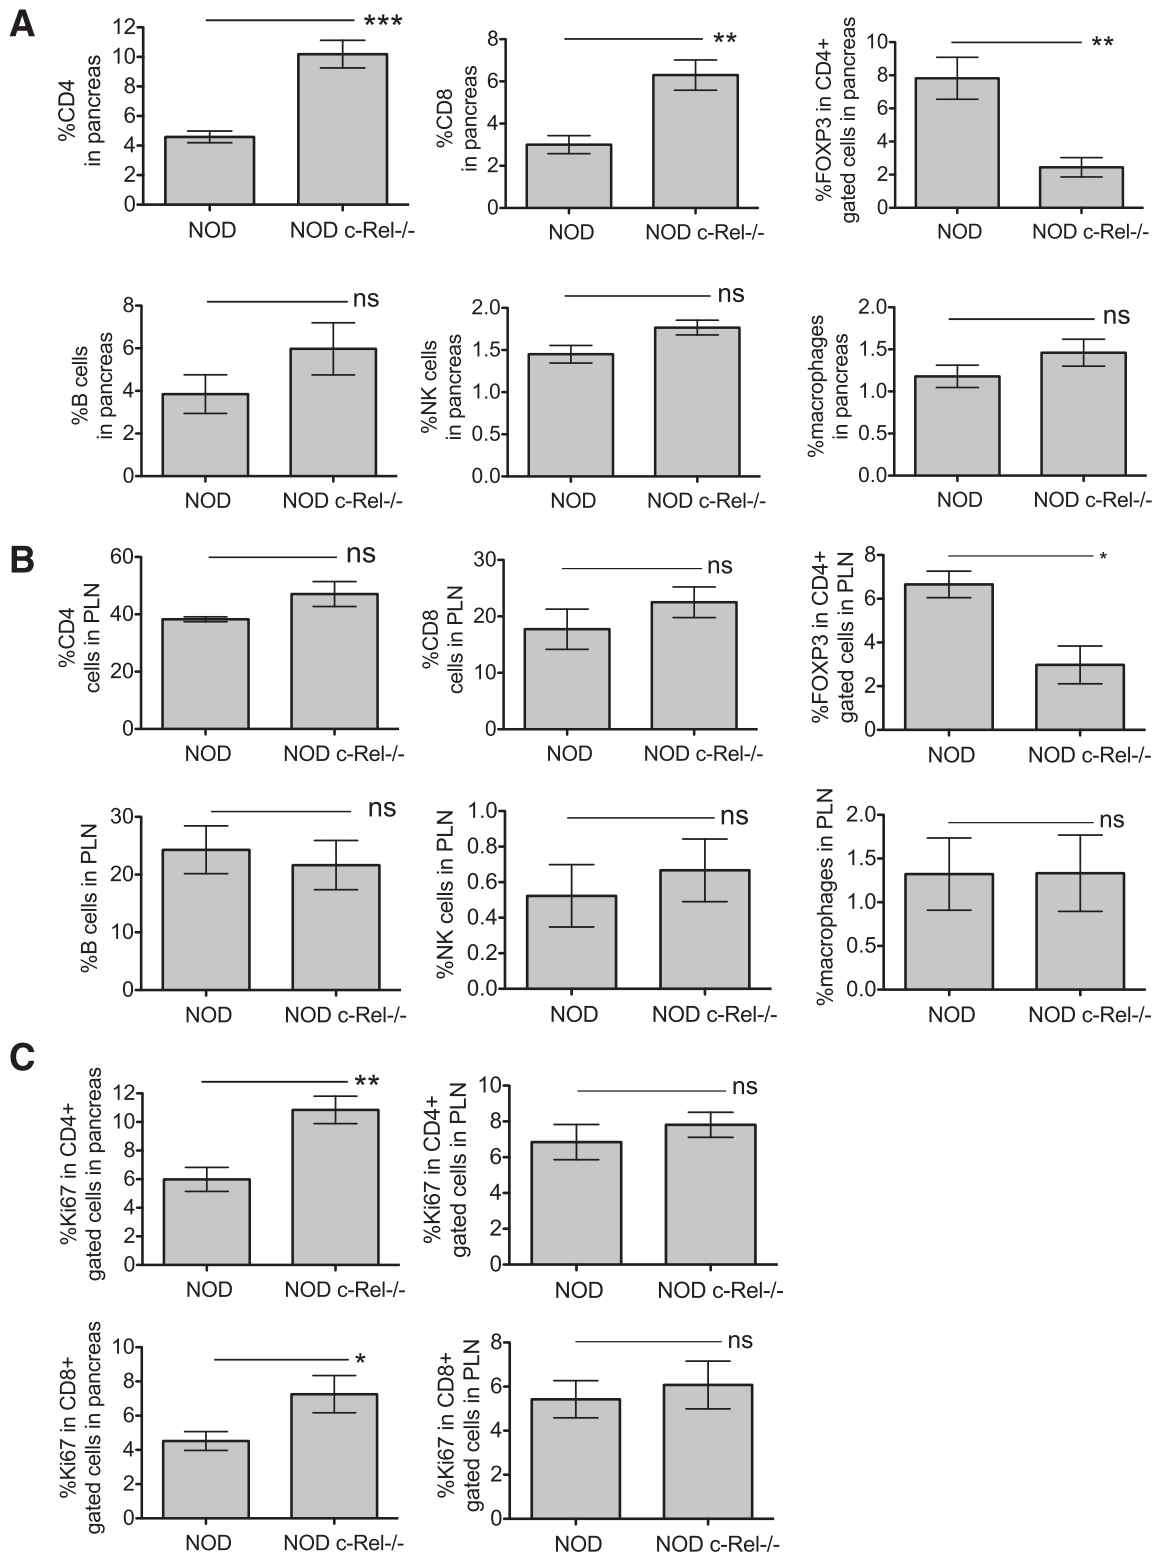 A
12
10
8
6
4
2
0
%CD4
in pancreas
***
NOD
NOD c-Rel-/-
8
6
4
2
0
%CD8
in pancreas
**
NOD
NOD c-Rel-/-
10
8
6
4
2
0
%FOXP3 in CD4+
gated cells in pancreas
**
NOD
NOD c-Rel-/-
8
6
4
2
0
%B cells
in pancreas
ns
NOD
NOD c-Rel-/-
2.0
1.5
1.0
0.5
0.0
%NK cells
in pancreas
ns
NOD
NOD c-Rel-/-
2.0
1.5
1.0
0.5
0.0
%macrophages
in pancreas
ns
NOD
NOD c-Rel-/-
B
60
40
20
0
%CD4
cells in PLN
ns
NOD
NOD c-Rel-/-
30
20
10
0
%CD8
cells in PLN
ns
NOD
NOD c-Rel-/-
8
6
4
2
0
%FOXP3 in CD4+
gated cells in PLN
*
NOD
NOD c-Rel-/-
30
20
10
0
%B cells in PLN
ns
NOD
NOD c-Rel-/-
1.0
0.8
0.6
0.4
0.2
0.0
%NK cells in PLN
ns
NOD
NOD c-Rel-/-
2.0
1.5
1.0
0.5
0.0
%macrophages in PLN
ns
NOD
NOD c-Rel-/-
C
12
10
8
6
4
2
0
%Ki67 in CD4+
gated cells in pancreas
**
NOD
NOD c-Rel-/-
10
8
6
4
2
0
%Ki67 in CD4+
gated cells in PLN
ns
NOD
NOD c-Rel-/-
10
8
6
4
2
0
%Ki67 in CD8+
gated cells in pancreas
*
NOD
NOD c-Rel-/-
8
6
4
2
0
%Ki67 in CD8+
gated cells in PLN
ns
NOD
NOD c-Rel-/-